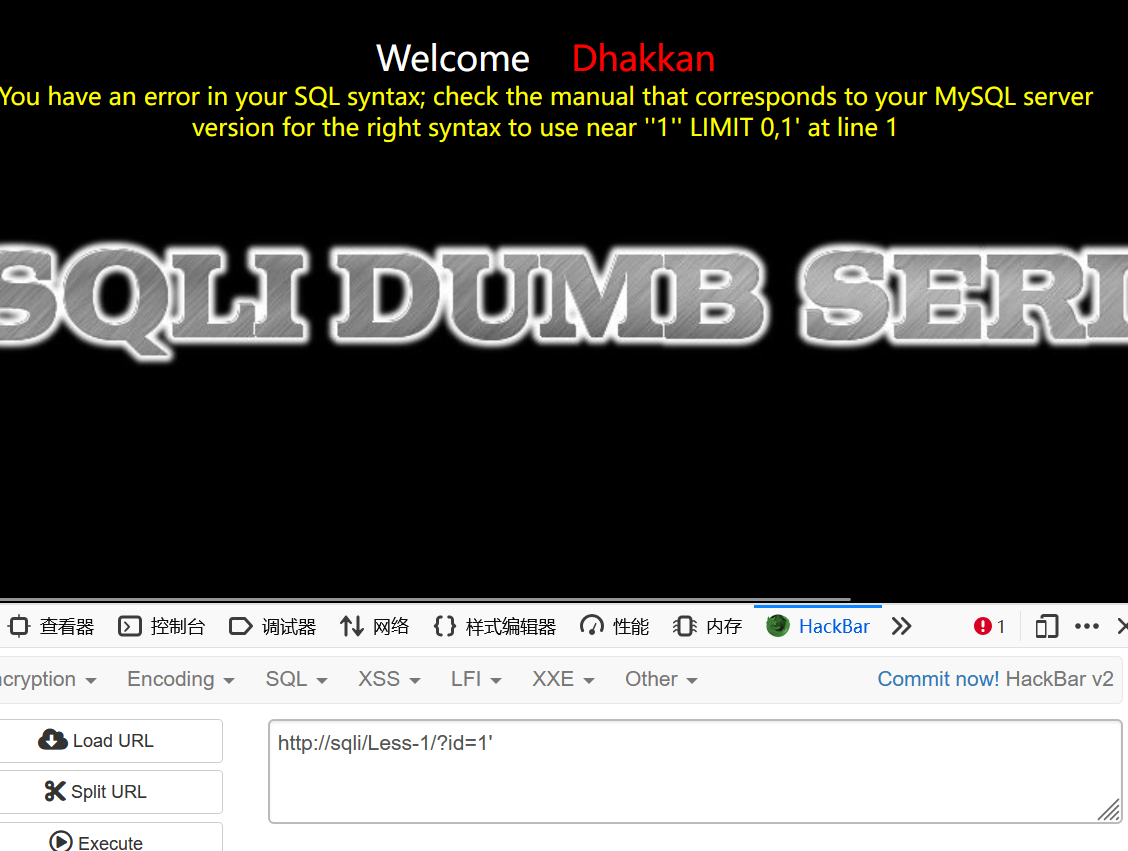 Welcome Dhakkan
You have an error in your SQL syntax; check the manual that corresponds to your MySQL server
version for the right syntax to use near ''1'' LIMIT 0,1' at line 1
SQLI DUMB SERI
查看器 控制台 调试器 网络 样式编辑器 性能 内存 HackBar 1
ncryption Encoding SQL XSS LFI XXE Other Commit now! HackBar v2
Load URL http://sqli/Less-1/?id=1'
Split URL
Execute